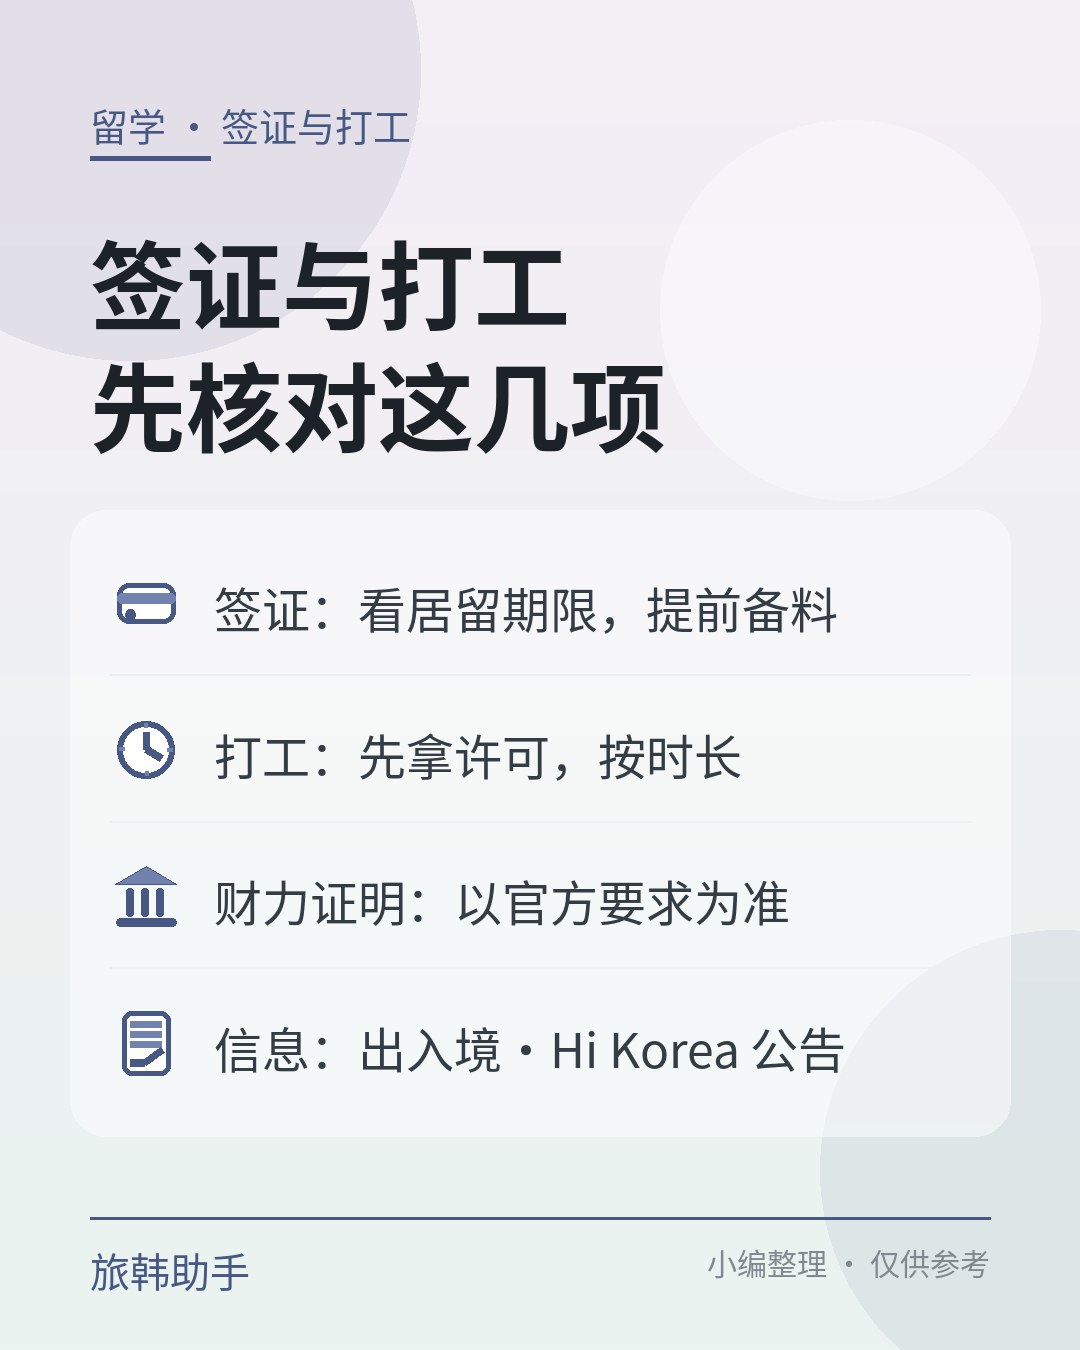 留学 · 签证与打工
签证与打工
先核对这几项
签证：看居留期限，提前备料
打工：先拿许可，按时长
财力证明：以官方要求为准
信息：出入境·Hi Korea 公告
旅韩助手
小编整理 · 仅供参考